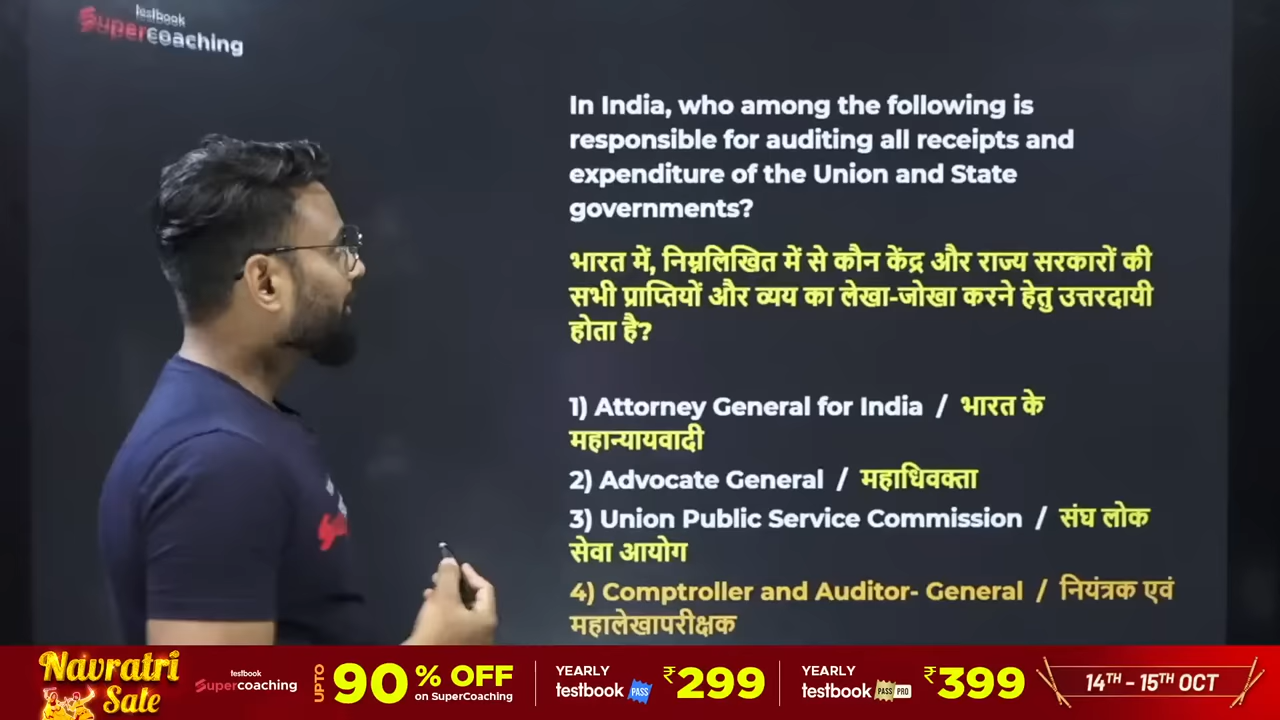 testbook
Supercoaching
In India, who among the following is
responsible for auditing all receipts and
expenditure of the Union and State
governments?
भारत में, निम्नलिखित में से कौन केंद्र और राज्य सरकारों की
सभी प्राप्तियों और व्यय का लेखा-जोखा करने हेतु उत्तरदायी
होता है?
1) Attorney General for India / भारत के
महान्यायवादी
2) Advocate General / महाधिवक्ता
3) Union Public Service Commission / संघ लोक
सेवा आयोग
4) Comptroller and Auditor- General / नियंत्रक एवं
महालेखापरीक्षक
Navratri
Sale
testbook
Supercoaching
UPTO 90% OFF
on SuperCoaching
YEARLY
testbook PASS
₹299
YEARLY
testbook PASS PRO
₹399
14TH - 15TH OCT